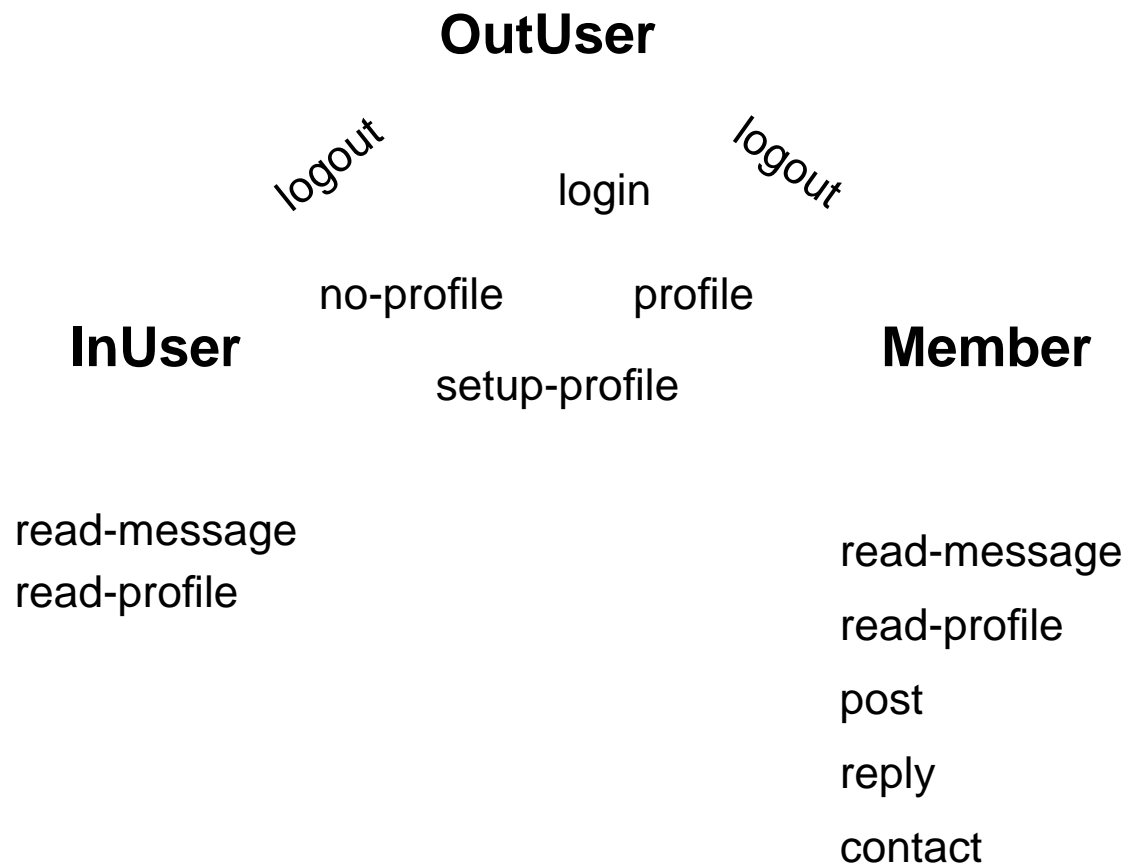 OutUser
logout
logout
login
no-profile
profile
InUser
Member
setup-profile
read-message
read-profile
read-message
read-profile
post
reply
contact